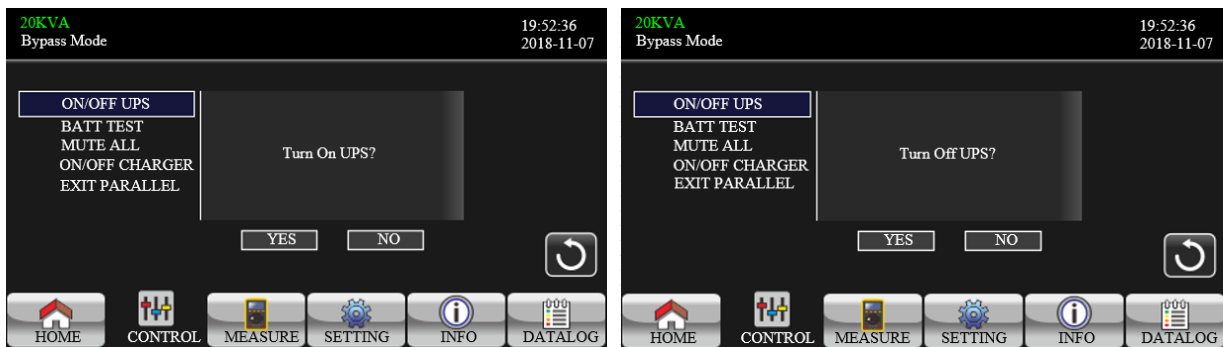 20KVA
Bypass Mode
19:52:36
2018-11-07
ON/OFF UPS
BATT TEST
MUTE ALL
ON/OFF CHARGER
EXIT PARALLEL
Turn On UPS?
YES NO
HOME CONTROL MEASURE SETTING INFO DATALOG
20KVA
Bypass Mode
19:52:36
2018-11-07
ON/OFF UPS
BATT TEST
MUTE ALL
ON/OFF CHARGER
EXIT PARALLEL
Turn Off UPS?
YES NO
HOME CONTROL MEASURE SETTING INFO DATALOG